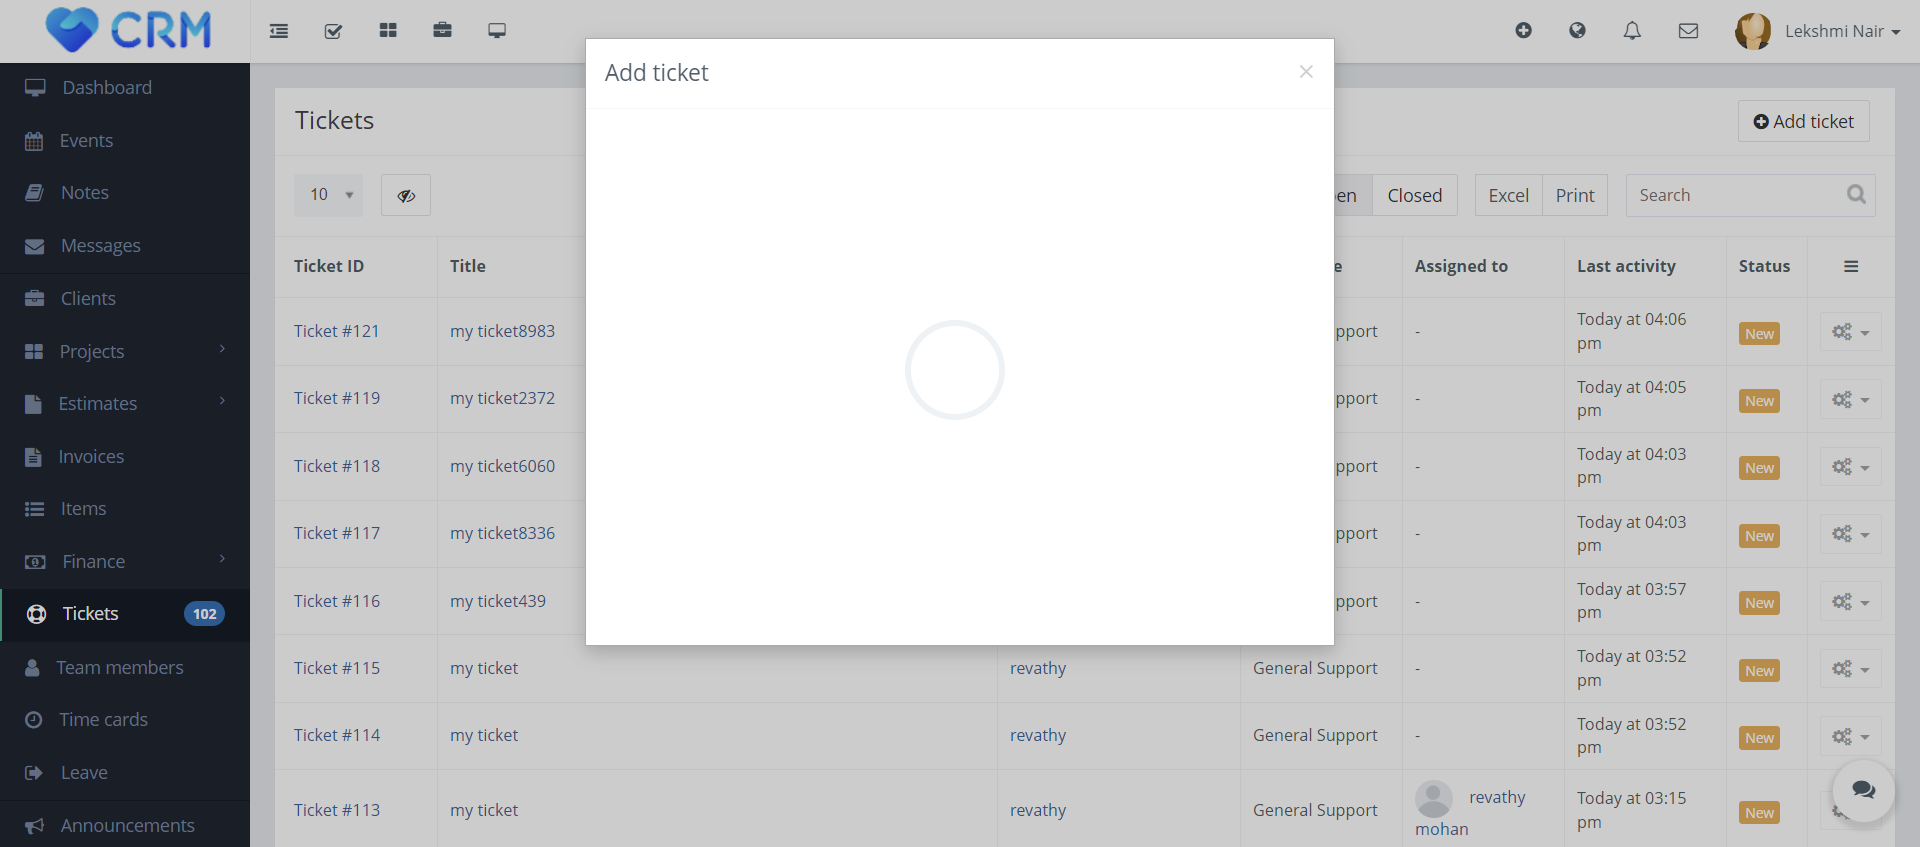 CRM
Lekshmi Nair
Dashboard
Events
Notes
Messages
Clients
Projects
Estimates
Invoices
Items
Finance
Tickets 102
Team members
Time cards
Leave
Announcements
Add ticket ×
Tickets
Add ticket
10
en Closed Excel Print Search
Ticket ID Title e Assigned to Last activity Status
Ticket #121 my ticket8983 pport - Today at 04:06 pm New
Ticket #119 my ticket2372 pport - Today at 04:05 pm New
Ticket #118 my ticket6060 pport - Today at 04:03 pm New
Ticket #117 my ticket8336 pport - Today at 04:03 pm New
Ticket #116 my ticket439 pport - Today at 03:57 pm New
Ticket #115 my ticket revathy General Support - Today at 03:52 pm New
Ticket #114 my ticket revathy General Support - Today at 03:52 pm New
Ticket #113 my ticket revathy General Support revathy mohan Today at 03:15 pm New